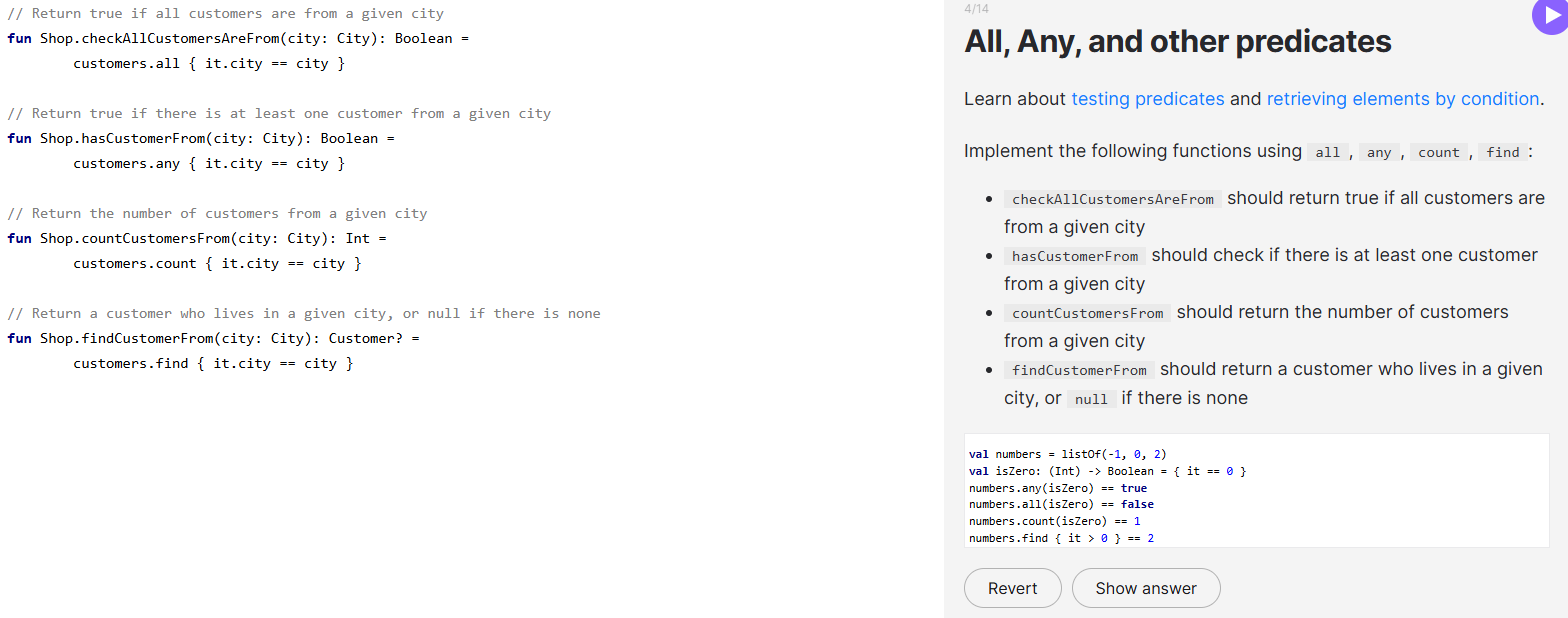 // Return true if all customers are from a given city
fun Shop.checkAllCustomersAreFrom(city: City): Boolean =
        customers.all { it.city == city }
// Return true if there is at least one customer from a given city
fun Shop.hasCustomerFrom(city: City): Boolean =
        customers.any { it.city == city }
// Return the number of customers from a given city
fun Shop.countCustomersFrom(city: City): Int =
        customers.count { it.city == city }
// Return a customer who lives in a given city, or null if there is none
fun Shop.findCustomerFrom(city: City): Customer? =
        customers.find { it.city == city }
4/14
All, Any, and other predicates
Learn about testing predicates and retrieving elements by condition.
Implement the following functions using all , any , count , find :
• checkAllCustomersAreFrom should return true if all customers are
from a given city
• hasCustomerFrom should check if there is at least one customer
from a given city
• countCustomersFrom should return the number of customers
from a given city
• findCustomerFrom should return a customer who lives in a given
city, or null if there is none
val numbers = listOf(-1, 0, 2)
val isZero: (Int) -> Boolean = { it == 0 }
numbers.any(isZero) == true
numbers.all(isZero) == false
numbers.count(isZero) == 1
numbers.find { it > 0 } == 2
Revert
Show answer